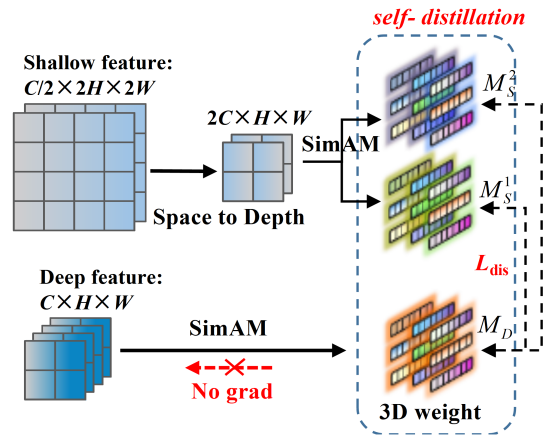 self- distillation
Shallow feature:
C/2×2H×2W
2C×H×W
SimAM
Space to Depth
M_S^2
M_S^1
L_dis
Deep feature:
C×H×W
SimAM
No grad
M_D
3D weight